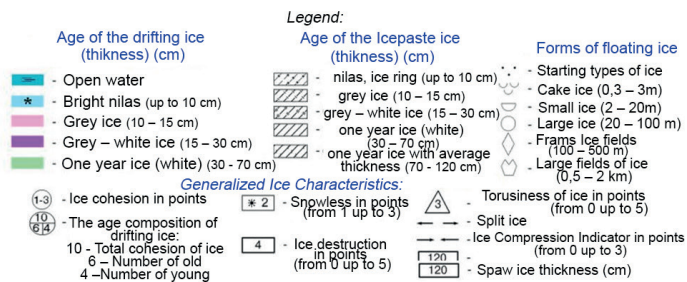 Legend:
Age of the drifting ice
(thikness) (cm)
Open water
* - Bright nilas (up to 10 cm)
Grey ice (10 – 15 cm)
- Grey – white ice (15 – 30 cm)
One year ice (white) (30 - 70 cm)
Age of the Icepaste ice
(thikness) (cm)
- nilas, ice ring (up to 10 cm)
- grey ice (10 – 15 cm)
- grey – white ice (15 – 30 cm)
- one year ice (white)
(30 – 70 cm)
- one year ice with average
thickness (70 - 120 cm)
Forms of floating ice
- Starting types of ice
- Cake ice (0,3 – 3m)
- Small ice (2 – 20m)
- Large ice (20 – 100 m)
- Frams Ice fields
(100 – 500 m)
- Large fields of ice
(0,5 – 2 km)
Generalized Ice Characteristics:
1-3 - Ice cohesion in points
10 6 4 - The age composition of
drifting ice:
10 - Total cohesion of ice
6 – Number of old
4 –Number of young
* 2 - Snowless in points
(from 1 up to 3)
4 - Ice destruction
in points
(from 0 up to 5)
3 - Torusiness of ice in points
(from 0 up to 5)
- Split ice
- Ice Compression Indicator in points
(from 0 up to 3)
120 -
120 - Spaw ice thickness (cm)